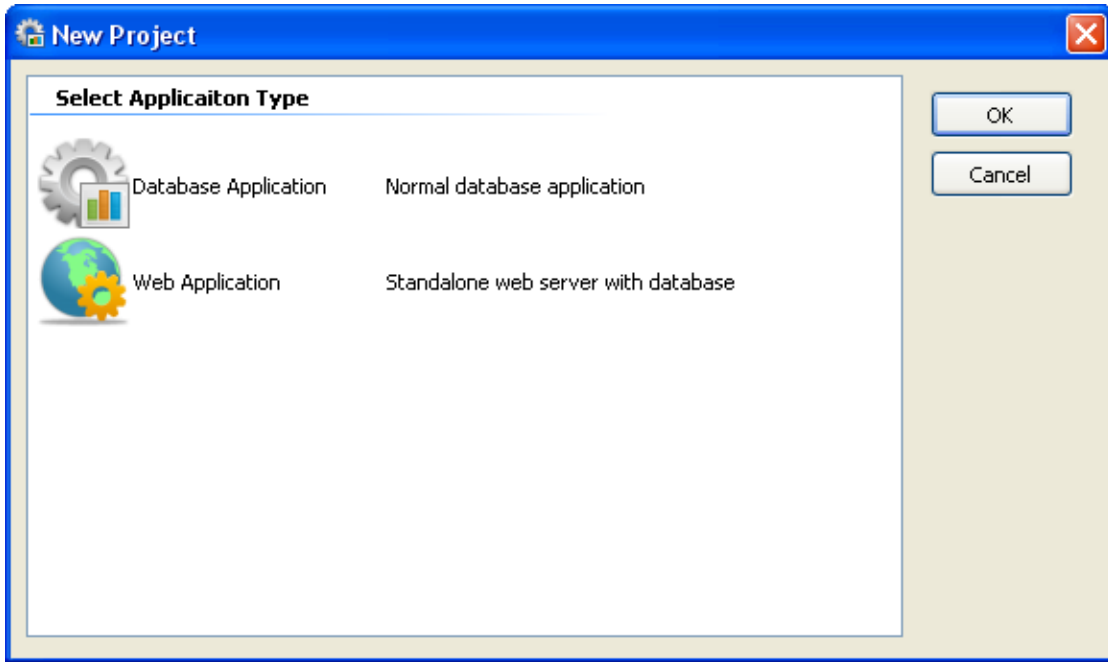 New Project
Select Applicaiton Type
OK
Database Application Normal database application
Cancel
Web Application Standalone web server with database